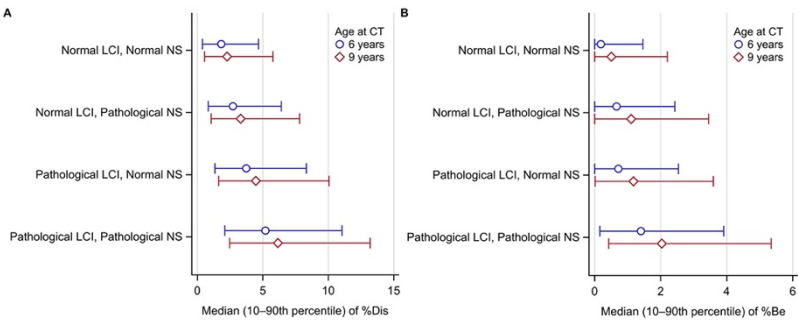 A
Age at CT
6 years
9 years
Normal LCI, Normal NS
Normal LCI, Pathological NS
Pathological LCI, Normal NS
Pathological LCI, Pathological NS
0 5 10 15
Median (10–90th percentile) of %Dis
B
Age at CT
6 years
9 years
Normal LCI, Normal NS
Normal LCI, Pathological NS
Pathological LCI, Normal NS
Pathological LCI, Pathological NS
0 2 4 6
Median (10–90th percentile) of %Be